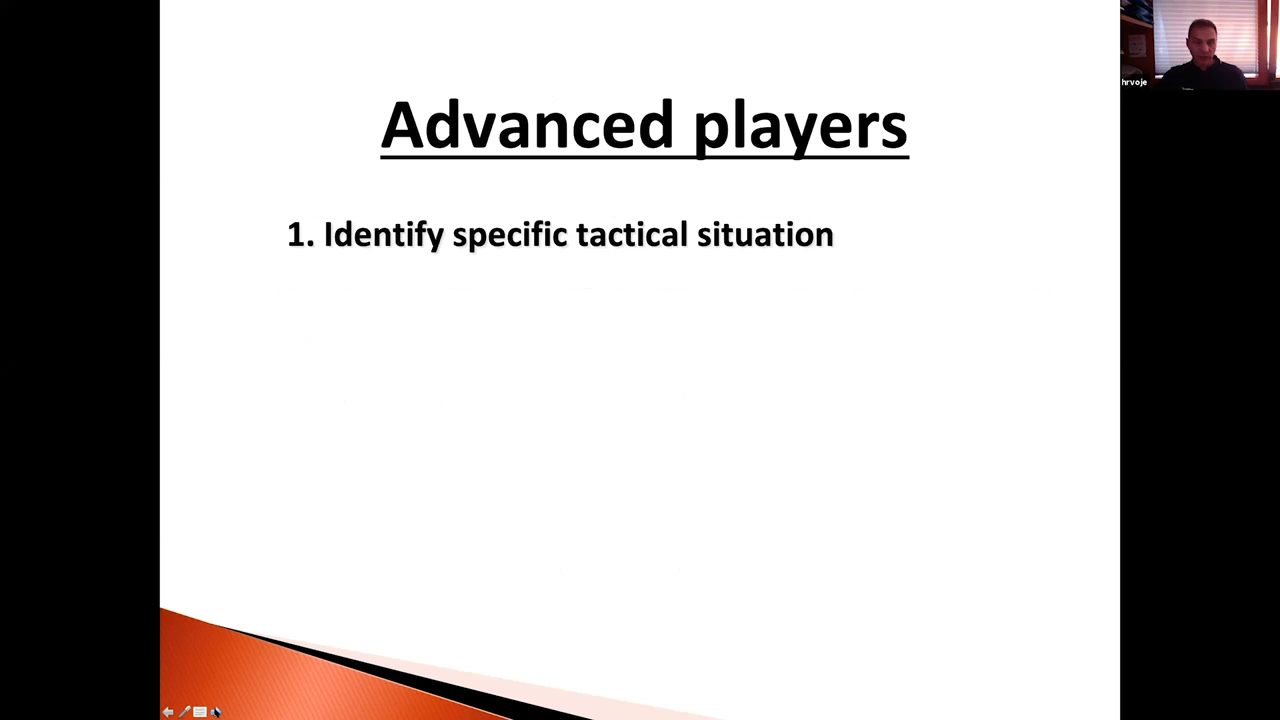 hrvoje
Advanced players
1. Identify specific tactical situation